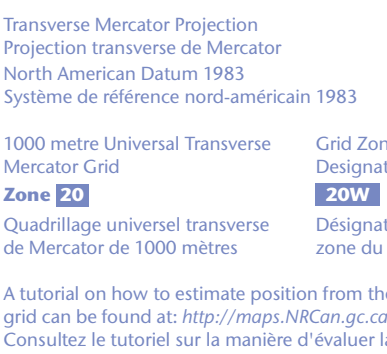 Transverse Mercator Projection
Projection transverse de Mercator
North American Datum 1983
Système de référence nord-américain 1983
1000 metre Universal Transverse
Mercator Grid
Zone 20
Quadrillage universel transverse
de Mercator de 1000 mètres
Grid
20W
zone du
A tutorial on how to estimate position from
grid can be found at: http://maps.NRCan.gc.ca
Consultez le tutoriel sur la manière d'évaluer